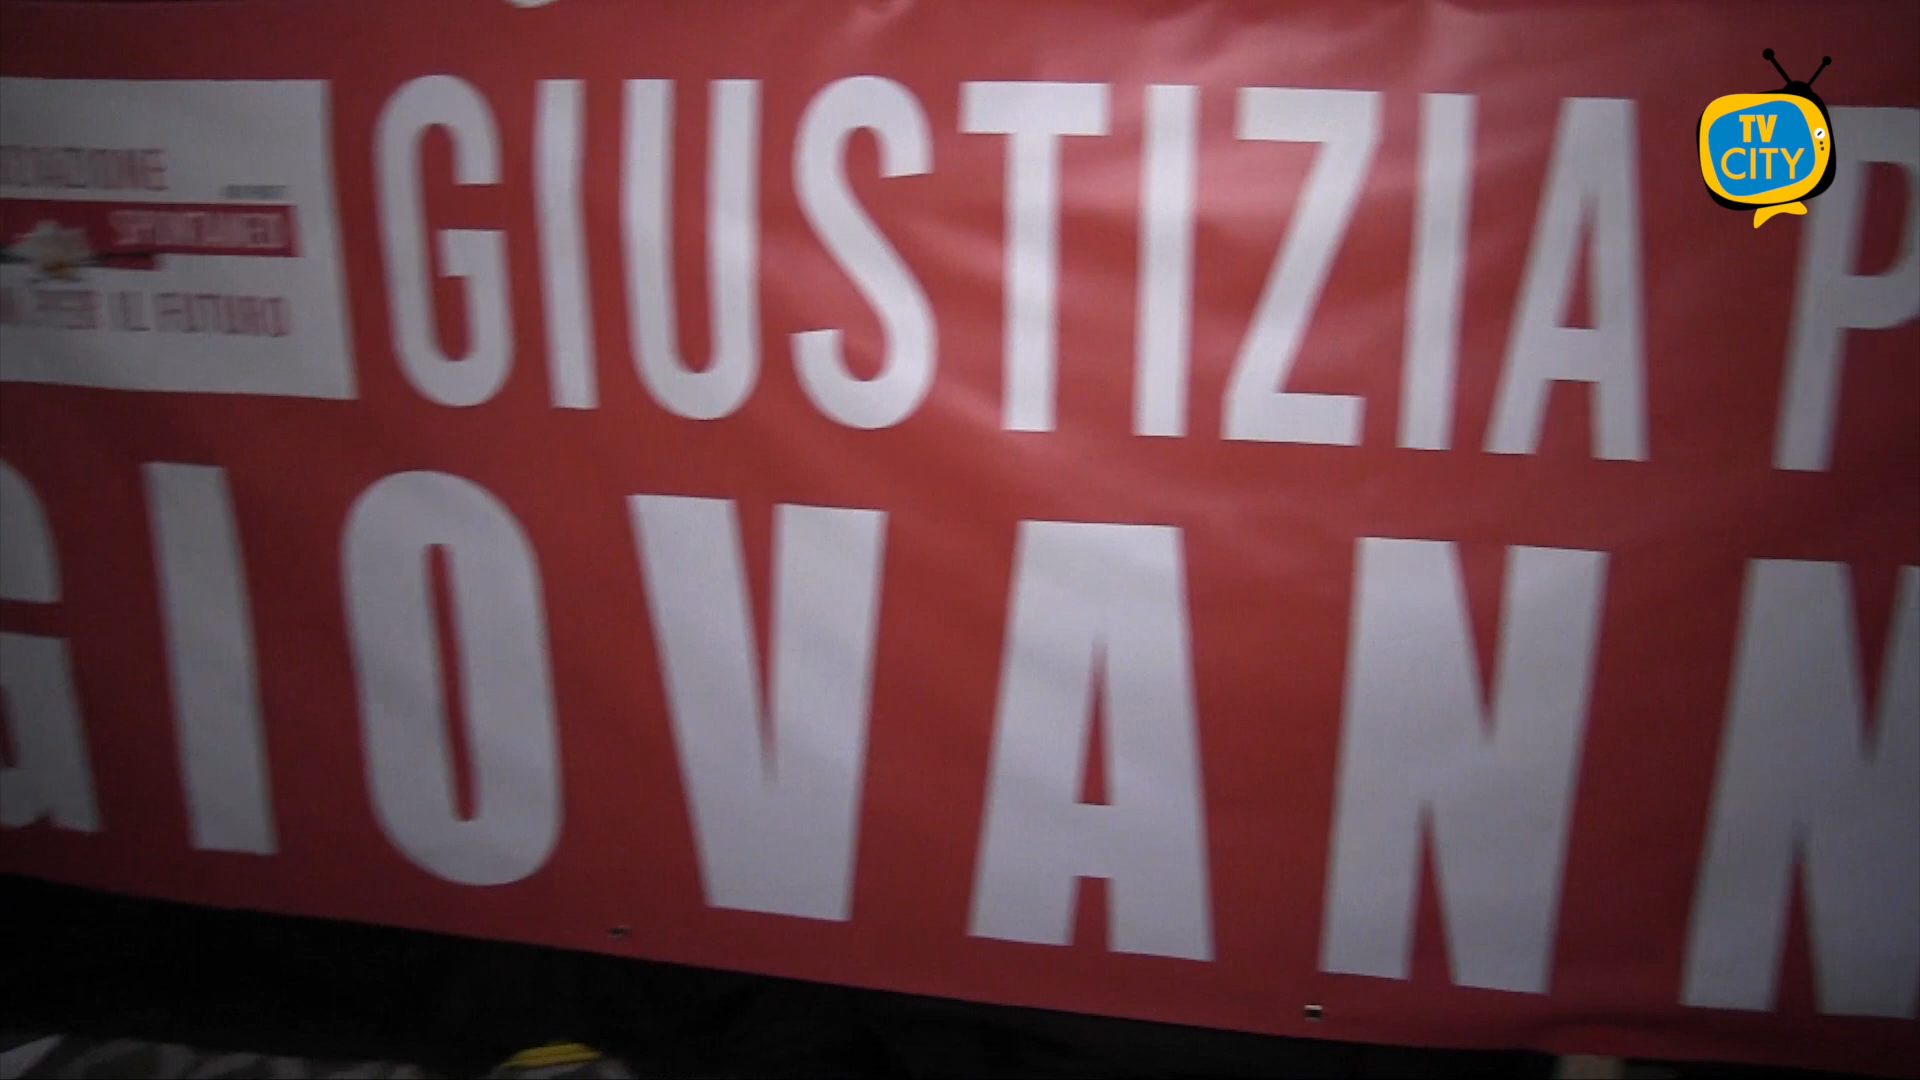 GIUSTIZIA P
GIOVANN
PER IL FUTURO
TV
CITY